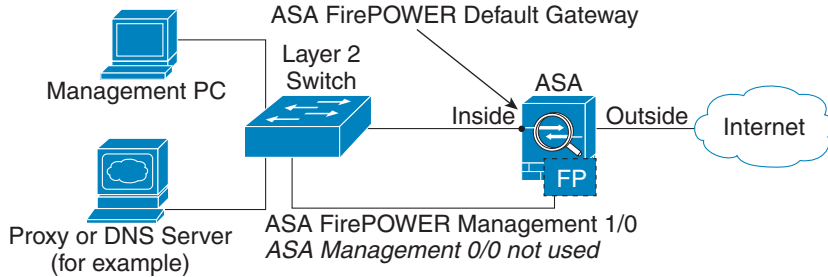 ASA FirePOWER Default Gateway
Layer 2
Switch
ASA
Management PC
Inside
Outside
Internet
FP
Proxy or DNS Server
(for example)
ASA FirePOWER Management 1/0
ASA Management 0/0 not used